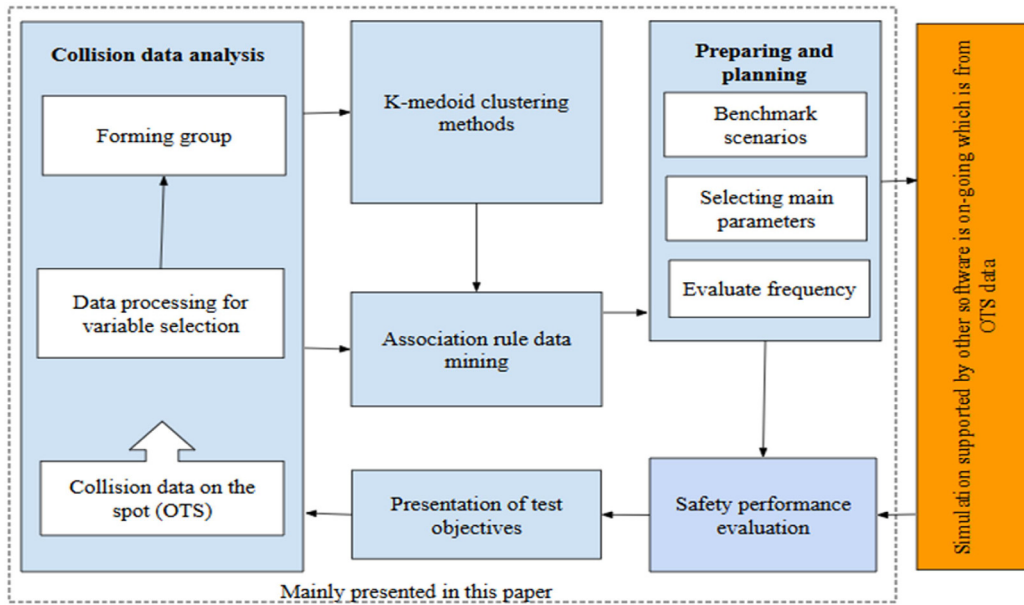 Collision data analysis
Forming group
Data processing for
variable selection
Collision data on the
spot (OTS)
K-medoid clustering
methods
Association rule data
mining
Presentation of test
objectives
Preparing and
planning
Benchmark
scenarios
Selecting main
parameters
Evaluate frequency
Safety performance
evaluation
Simulation supported by other software is on-going which is from
OTS data
Mainly presented in this paper